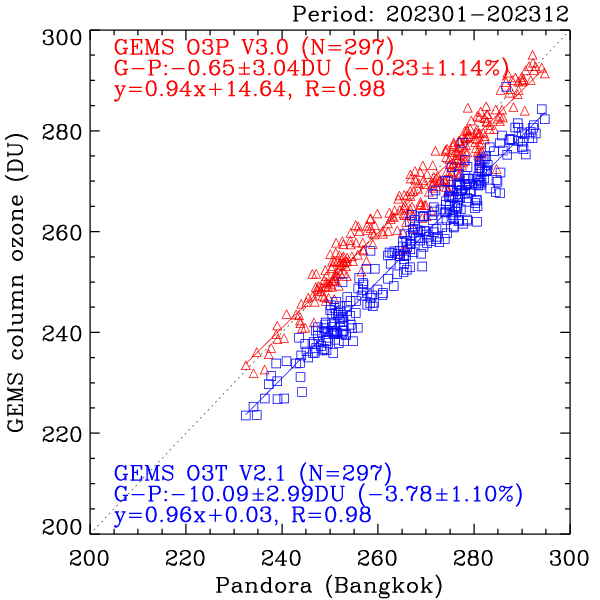 Period: 202301−202312
300
GEMS O3P V3.0 (N=297)
G−P:−0.65±3.04DU (−0.23±1.14%)
y=0.94x+14.64, R=0.98
280
260
240
220
GEMS column ozone (DU)
GEMS O3T V2.1 (N=297)
G−P:−10.09±2.99DU (−3.78±1.10%)
y=0.96x+0.03, R=0.98
200
200 220 240 260 280 300
Pandora (Bangkok)